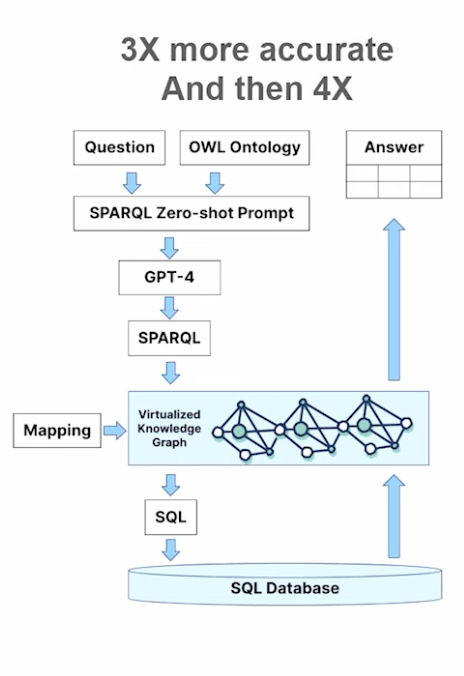 3X more accurate
And then 4X
Question
OWL Ontology
Answer
SPARQL Zero-shot Prompt
GPT-4
SPARQL
Mapping
Virtualized
Knowledge
Graph
SQL
SQL Database